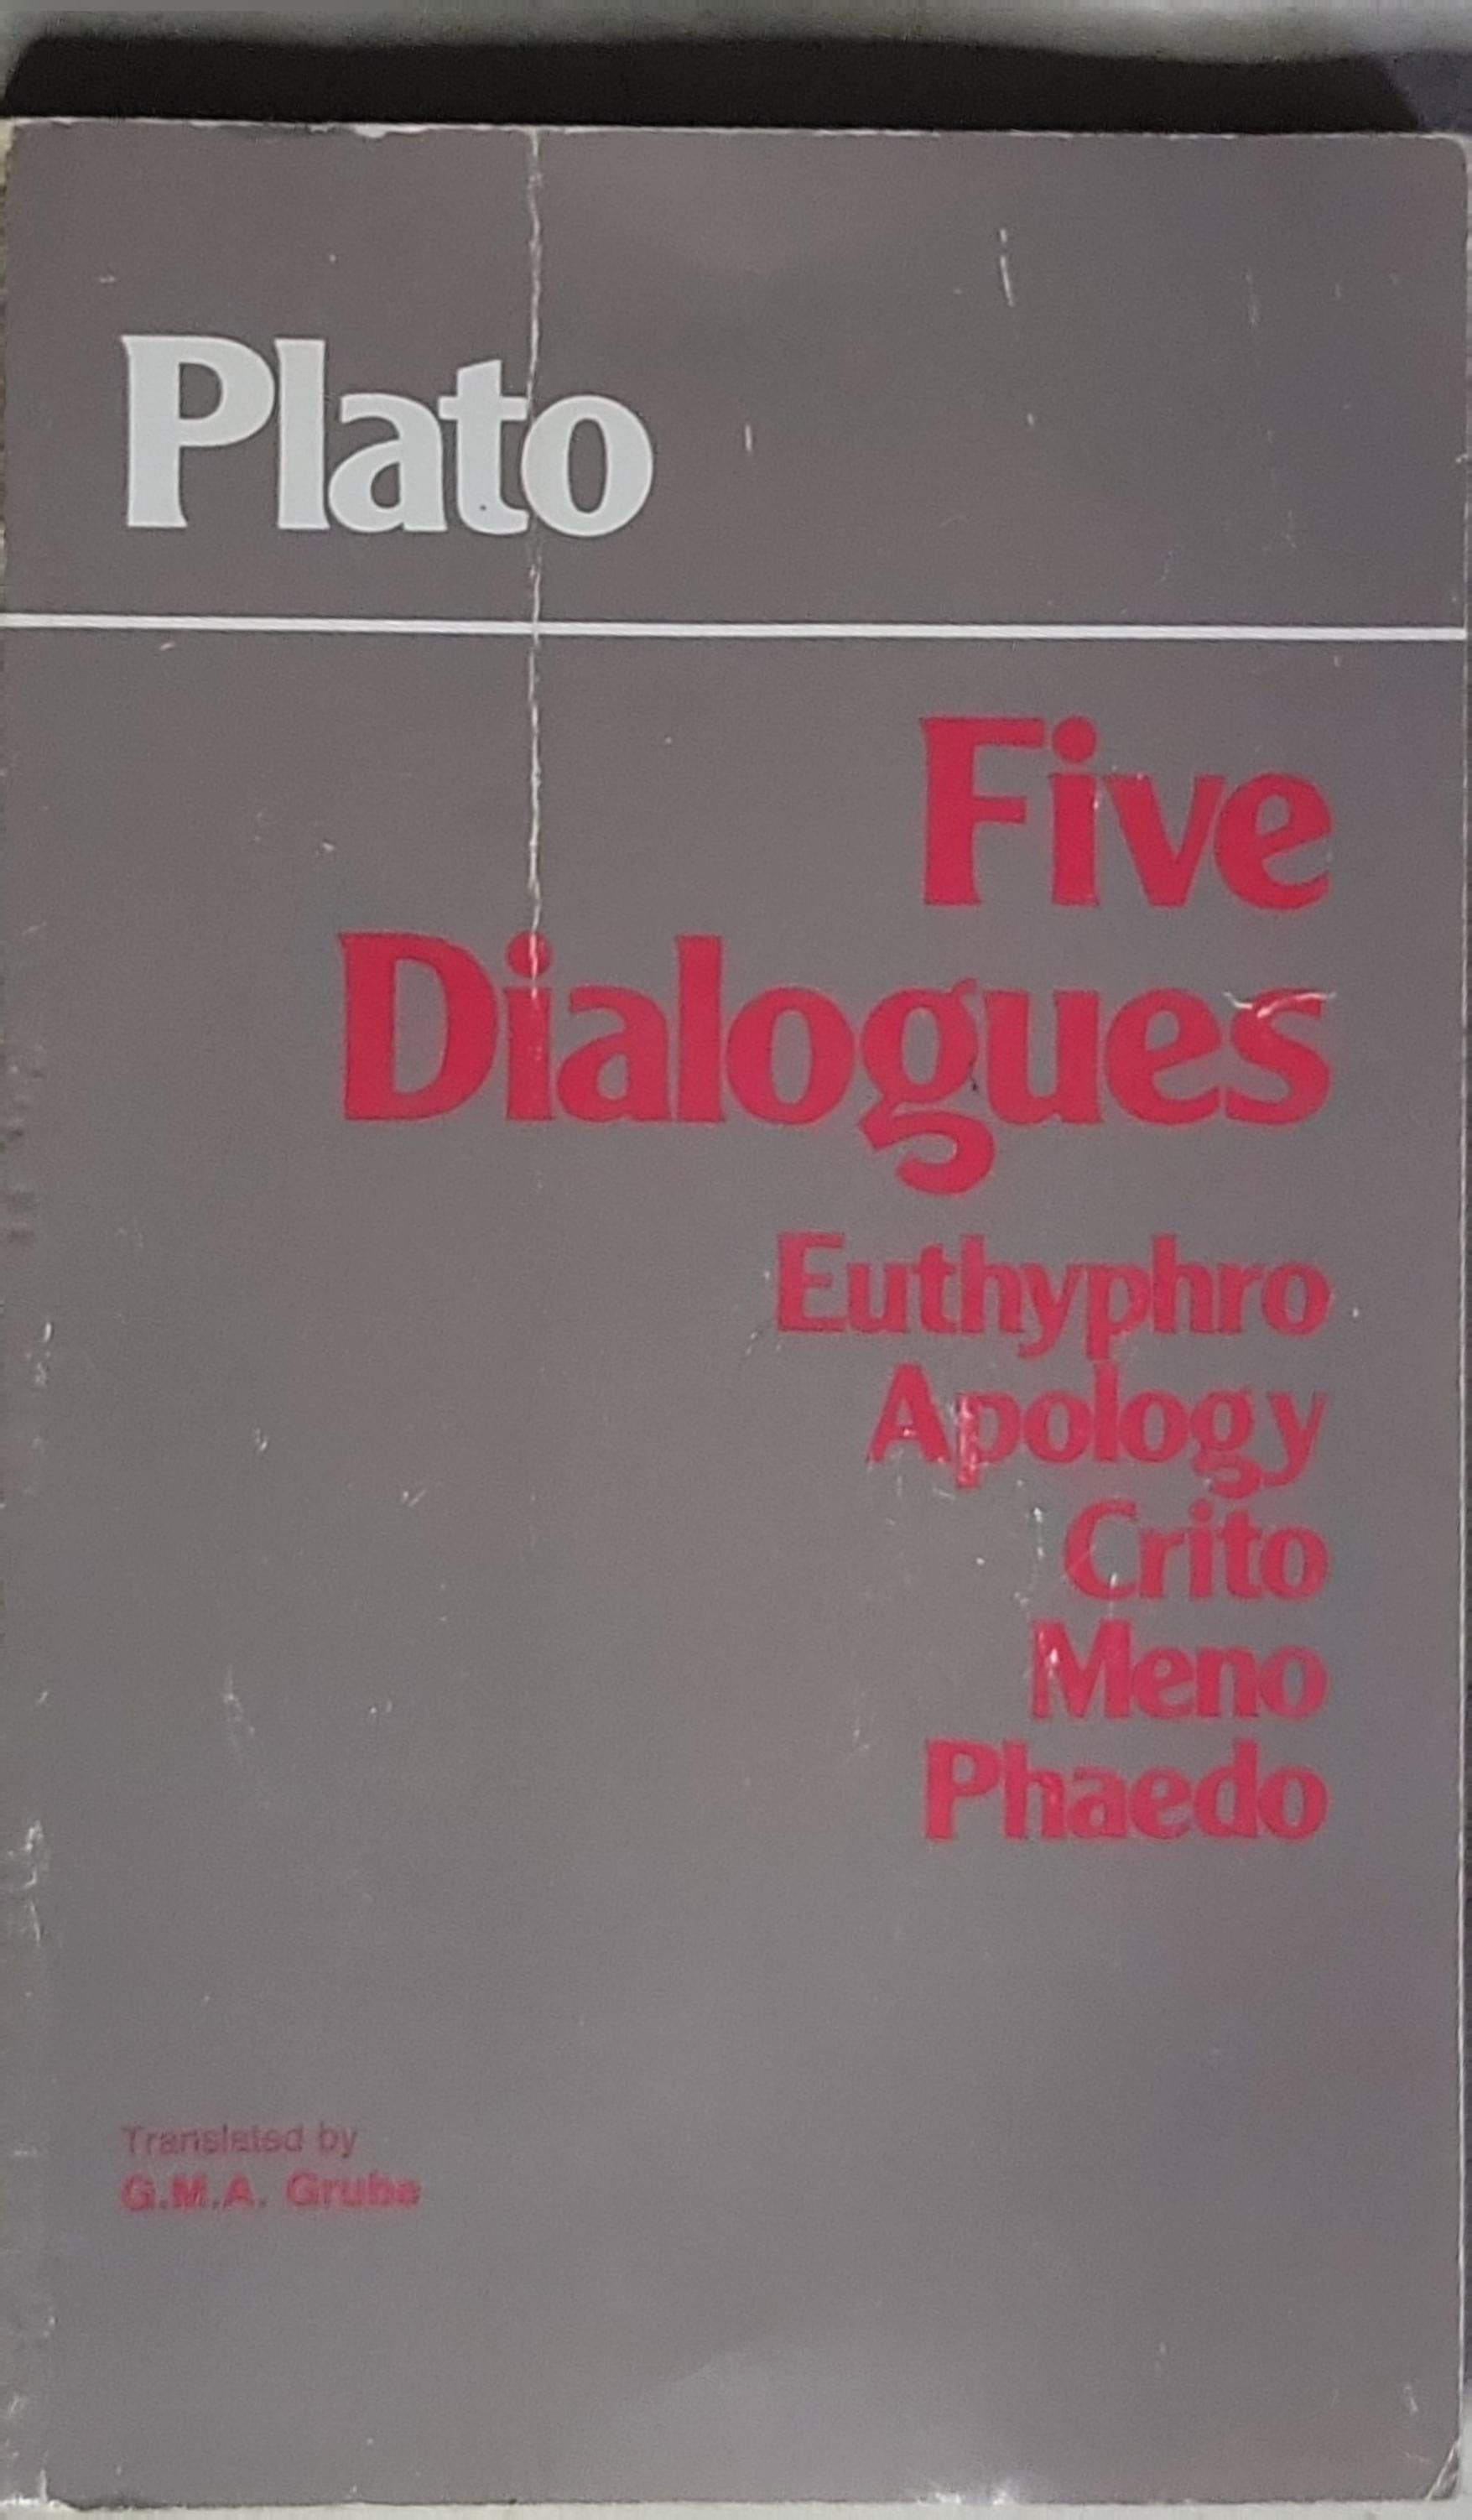 Plato
Five
Dialogues
Euthyphro
Apology
Crito
Meno
Phaedo
Translated by
G.M.A. Grube